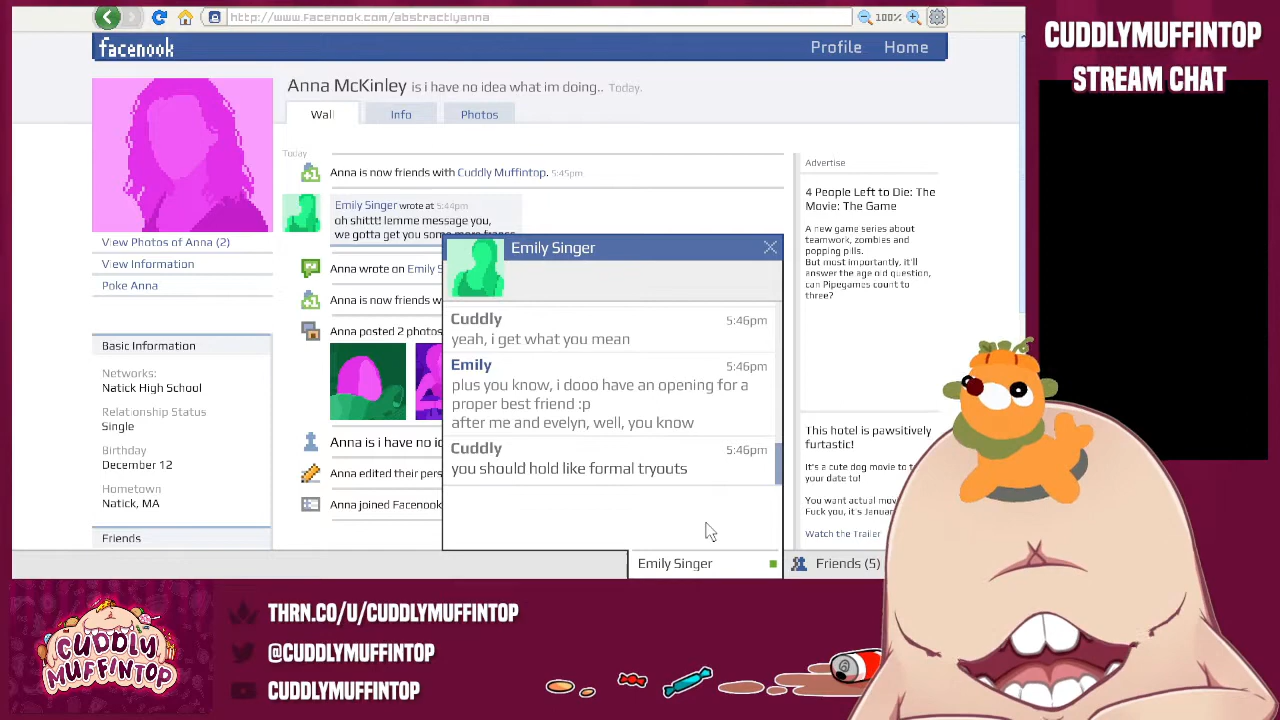 http://www.Facenook.com/abstractlyanna
100%
facenook
Profile
Home
Anna McKinley is i have no idea what im doing.. Today.
Wall
Info
Photos
Today
Anna is now friends with Cuddly Muffintop. 5:45pm
Emily Singer wrote at 5:44pm
oh shittt! lemme message you,
we gotta get you some more friends
Anna wrote on Emily S
Anna is now friends w
Anna posted 2 photos
Anna is i have no id
Anna edited their pers
Anna joined Facenook
View Photos of Anna (2)
View Information
Poke Anna
Basic Information
Networks:
Natick High School
Relationship Status
Single
Birthday
December 12
Hometown
Natick, MA
Friends
Emily Singer
Cuddly
5:46pm
yeah, i get what you mean
Emily
5:46pm
plus you know, i dooo have an opening for a
proper best friend :p
after me and evelyn, well, you know
Cuddly
5:46pm
you should hold like formal tryouts
Emily Singer
Friends (5)
Advertise
4 People Left to Die: The
Movie: The Game
A new game series about
teamwork, zombies and
popping pills.
But most importantly, it'll
answer the age old question,
can Pipegames count to
three?
This hotel is pawsitively
furtastic!
It's a cute dog movie to t
your date to!
You want actual mov
Fuck you, it's Janua
Watch the Trailer
CUDDLYMUFFINTOP
STREAM CHAT
CUDDLY
MUFFINTOP
THRN.CO/U/CUDDLYMUFFINTOP
@CUDDLYMUFFINTOP
CUDDLYMUFFINTOP